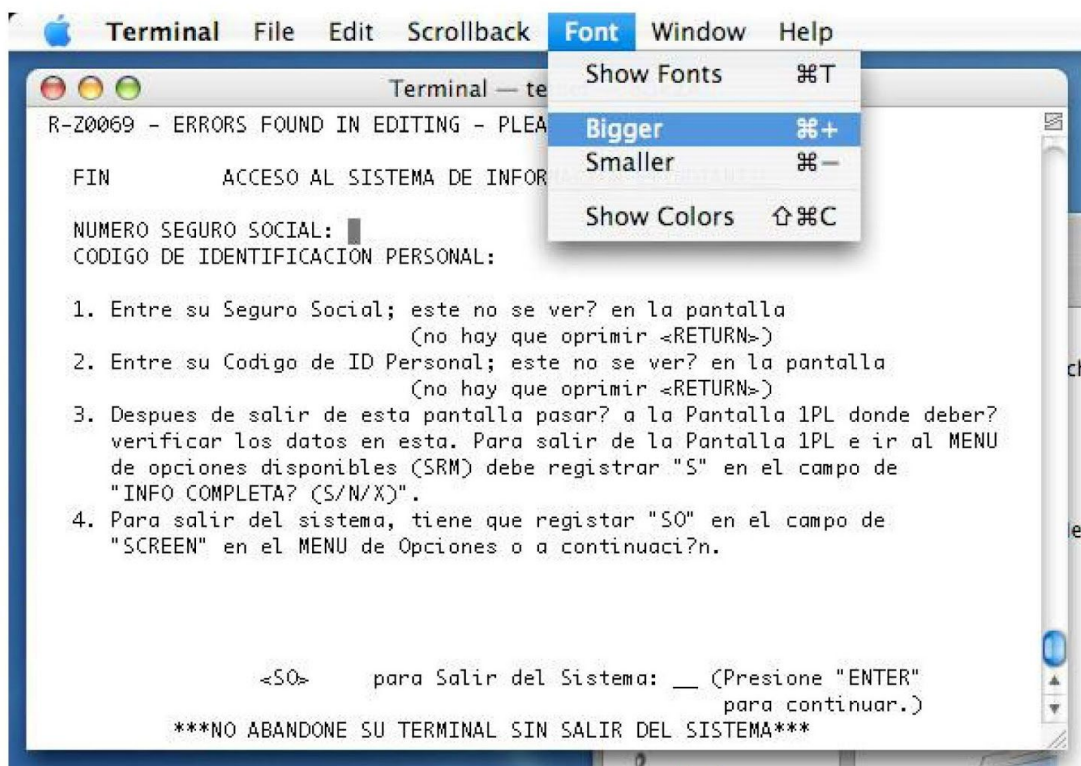 Terminal File Edit Scrollback Font Window Help
Terminal — te
Show Fonts ⌘T
Bigger ⌘+
Smaller ⌘–
Show Colors ⇧⌘C
R-Z0069 - ERRORS FOUND IN EDITING - PLEA
FIN ACCESO AL SISTEMA DE INFOR
NUMERO SEGURO SOCIAL:
CODIGO DE IDENTIFICACION PERSONAL:
1. Entre su Seguro Social; este no se ver? en la pantalla
(no hay que oprimir <RETURN>)
2. Entre su Codigo de ID Personal; este no se ver? en la pantalla
(no hay que oprimir <RETURN>)
3. Despues de salir de esta pantalla pasar? a la Pantalla 1PL donde deber?
verificar los datos en esta. Para salir de la Pantalla 1PL e ir al MENU
de opciones disponibles (SRM) debe registrar "S" en el campo de
"INFO COMPLETA? (S/N/X)".
4. Para salir del sistema, tiene que registar "SO" en el campo de
"SCREEN" en el MENU de Opciones o a continuaci?n.
<SO> para Salir del Sistema: __ (Presione "ENTER"
para continuar.)
***NO ABANDONE SU TERMINAL SIN SALIR DEL SISTEMA***